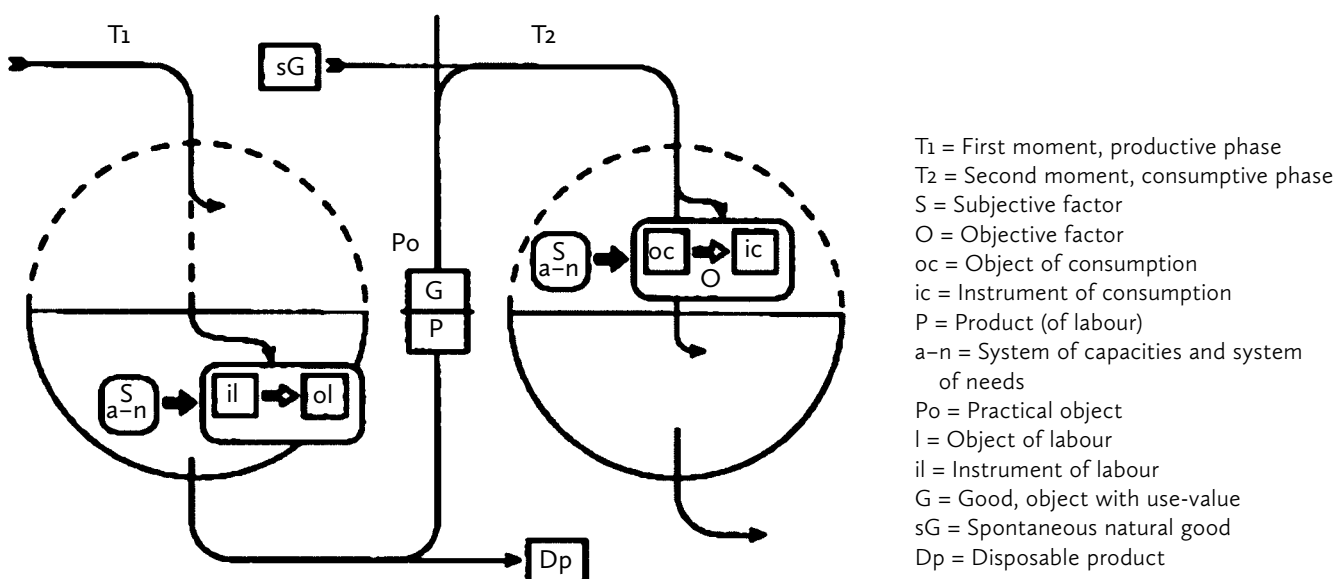 T1
T2
sG
Po
G
P
S
a–n
il
ol
S
a–n
oc
ic
O
Dp
T1 = First moment, productive phase
T2 = Second moment, consumptive phase
S = Subjective factor
O = Objective factor
oc = Object of consumption
ic = Instrument of consumption
P = Product (of labour)
a–n = System of capacities and system
of needs
Po = Practical object
l = Object of labour
il = Instrument of labour
G = Good, object with use-value
sG = Spontaneous natural good
Dp = Disposable product